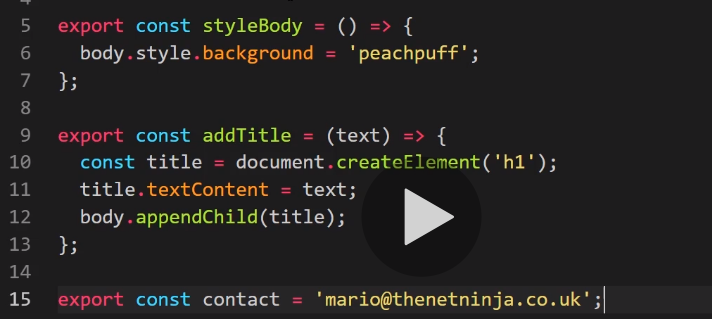 5 export const styleBody = () => {
6 body.style.background = 'peachpuff';
7 };
8
9 export const addTitle = (text) => {
10 const title = document.createElement('h1');
11 title.textContent = text;
12 body.appendChild(title);
13 };
14
15 export const contact = 'mario@thenetninja.co.uk';